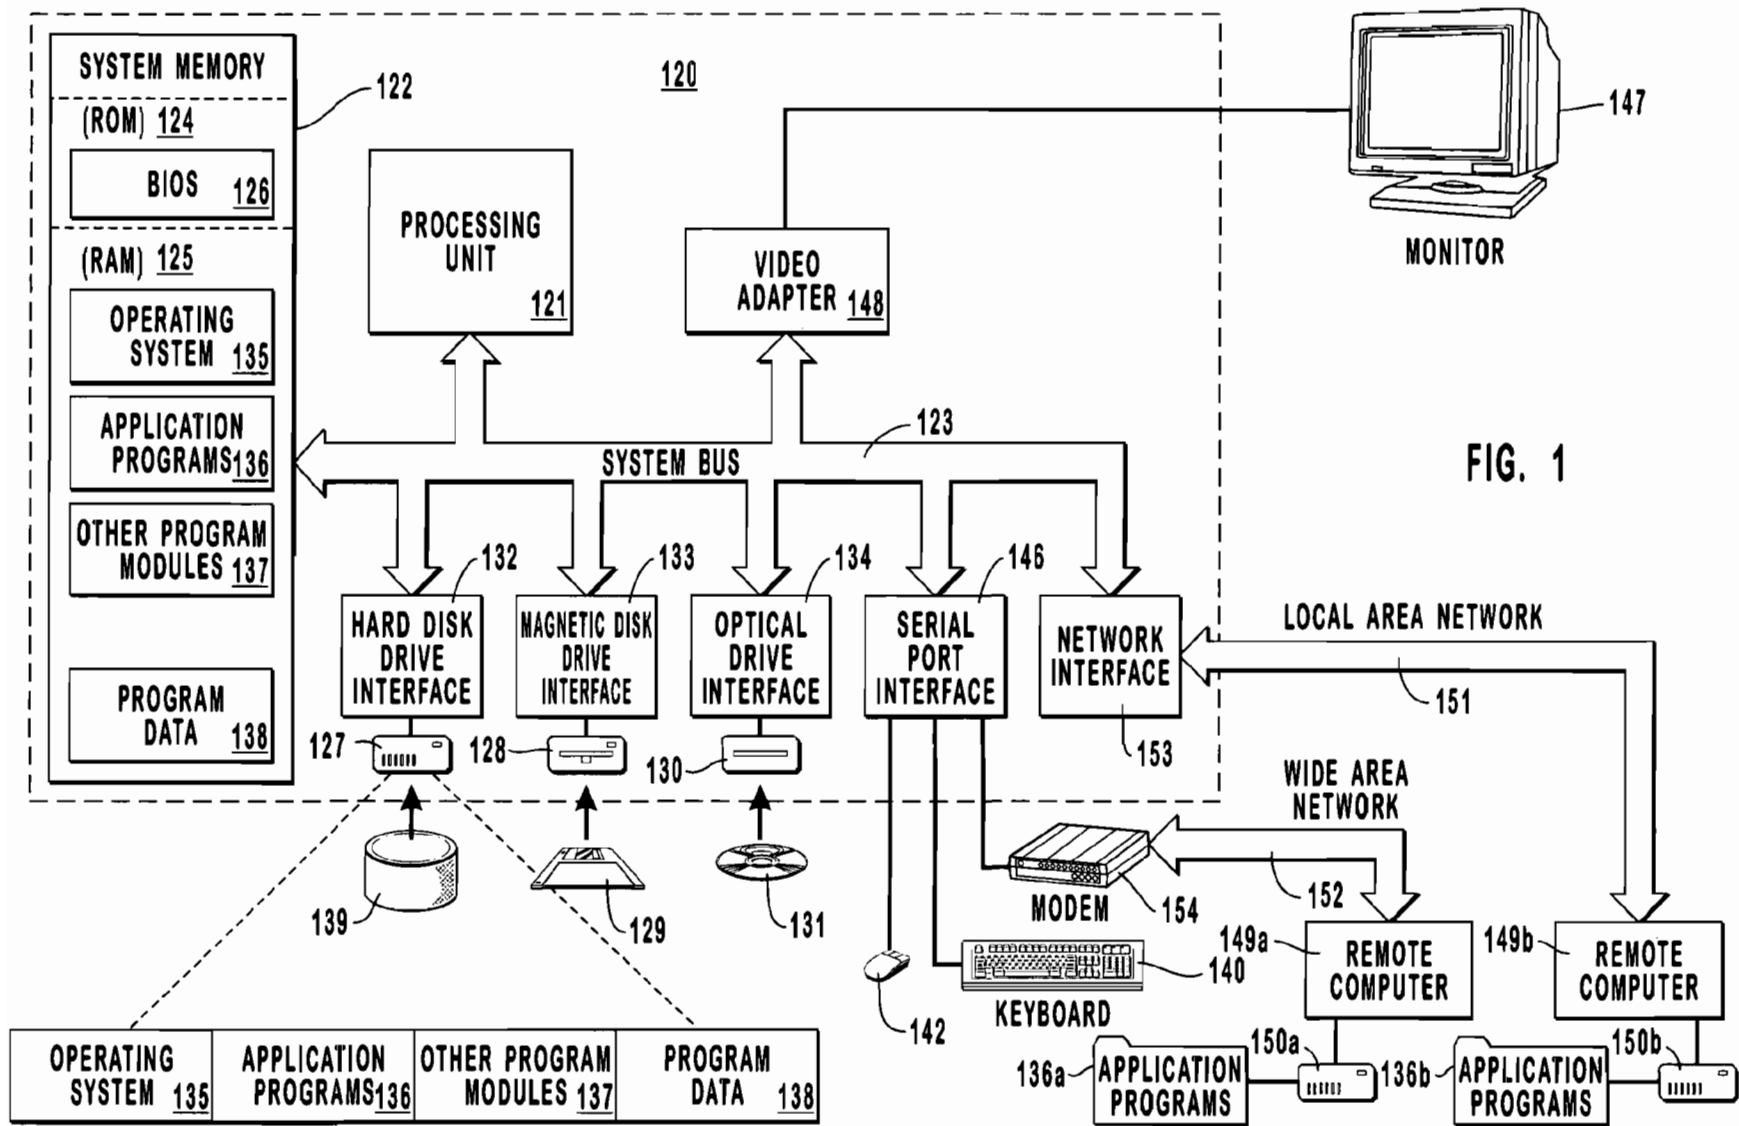 SYSTEM MEMORY
(ROM) 124
BIOS
126
(RAM) 125
OPERATING
SYSTEM 135
APPLICATION
PROGRAMS 136
OTHER PROGRAM
MODULES 137
PROGRAM
DATA 138
122
120
PROCESSING
UNIT
121
VIDEO
ADAPTER 148
147
MONITOR
123
SYSTEM BUS
FIG. 1
132
HARD DISK
DRIVE
INTERFACE
133
MAGNETIC DISK
DRIVE
INTERFACE
134
OPTICAL
DRIVE
INTERFACE
146
SERIAL
PORT
INTERFACE
NETWORK
INTERFACE
153
LOCAL AREA NETWORK
151
127
128
130
139
129
131
WIDE AREA
NETWORK
152
MODEM
154
142
140
KEYBOARD
149a
REMOTE
COMPUTER
149b
REMOTE
COMPUTER
150a
136a
APPLICATION
PROGRAMS
150b
136b
APPLICATION
PROGRAMS
OPERATING
SYSTEM 135
APPLICATION
PROGRAMS 136
OTHER PROGRAM
MODULES 137
PROGRAM
DATA 138